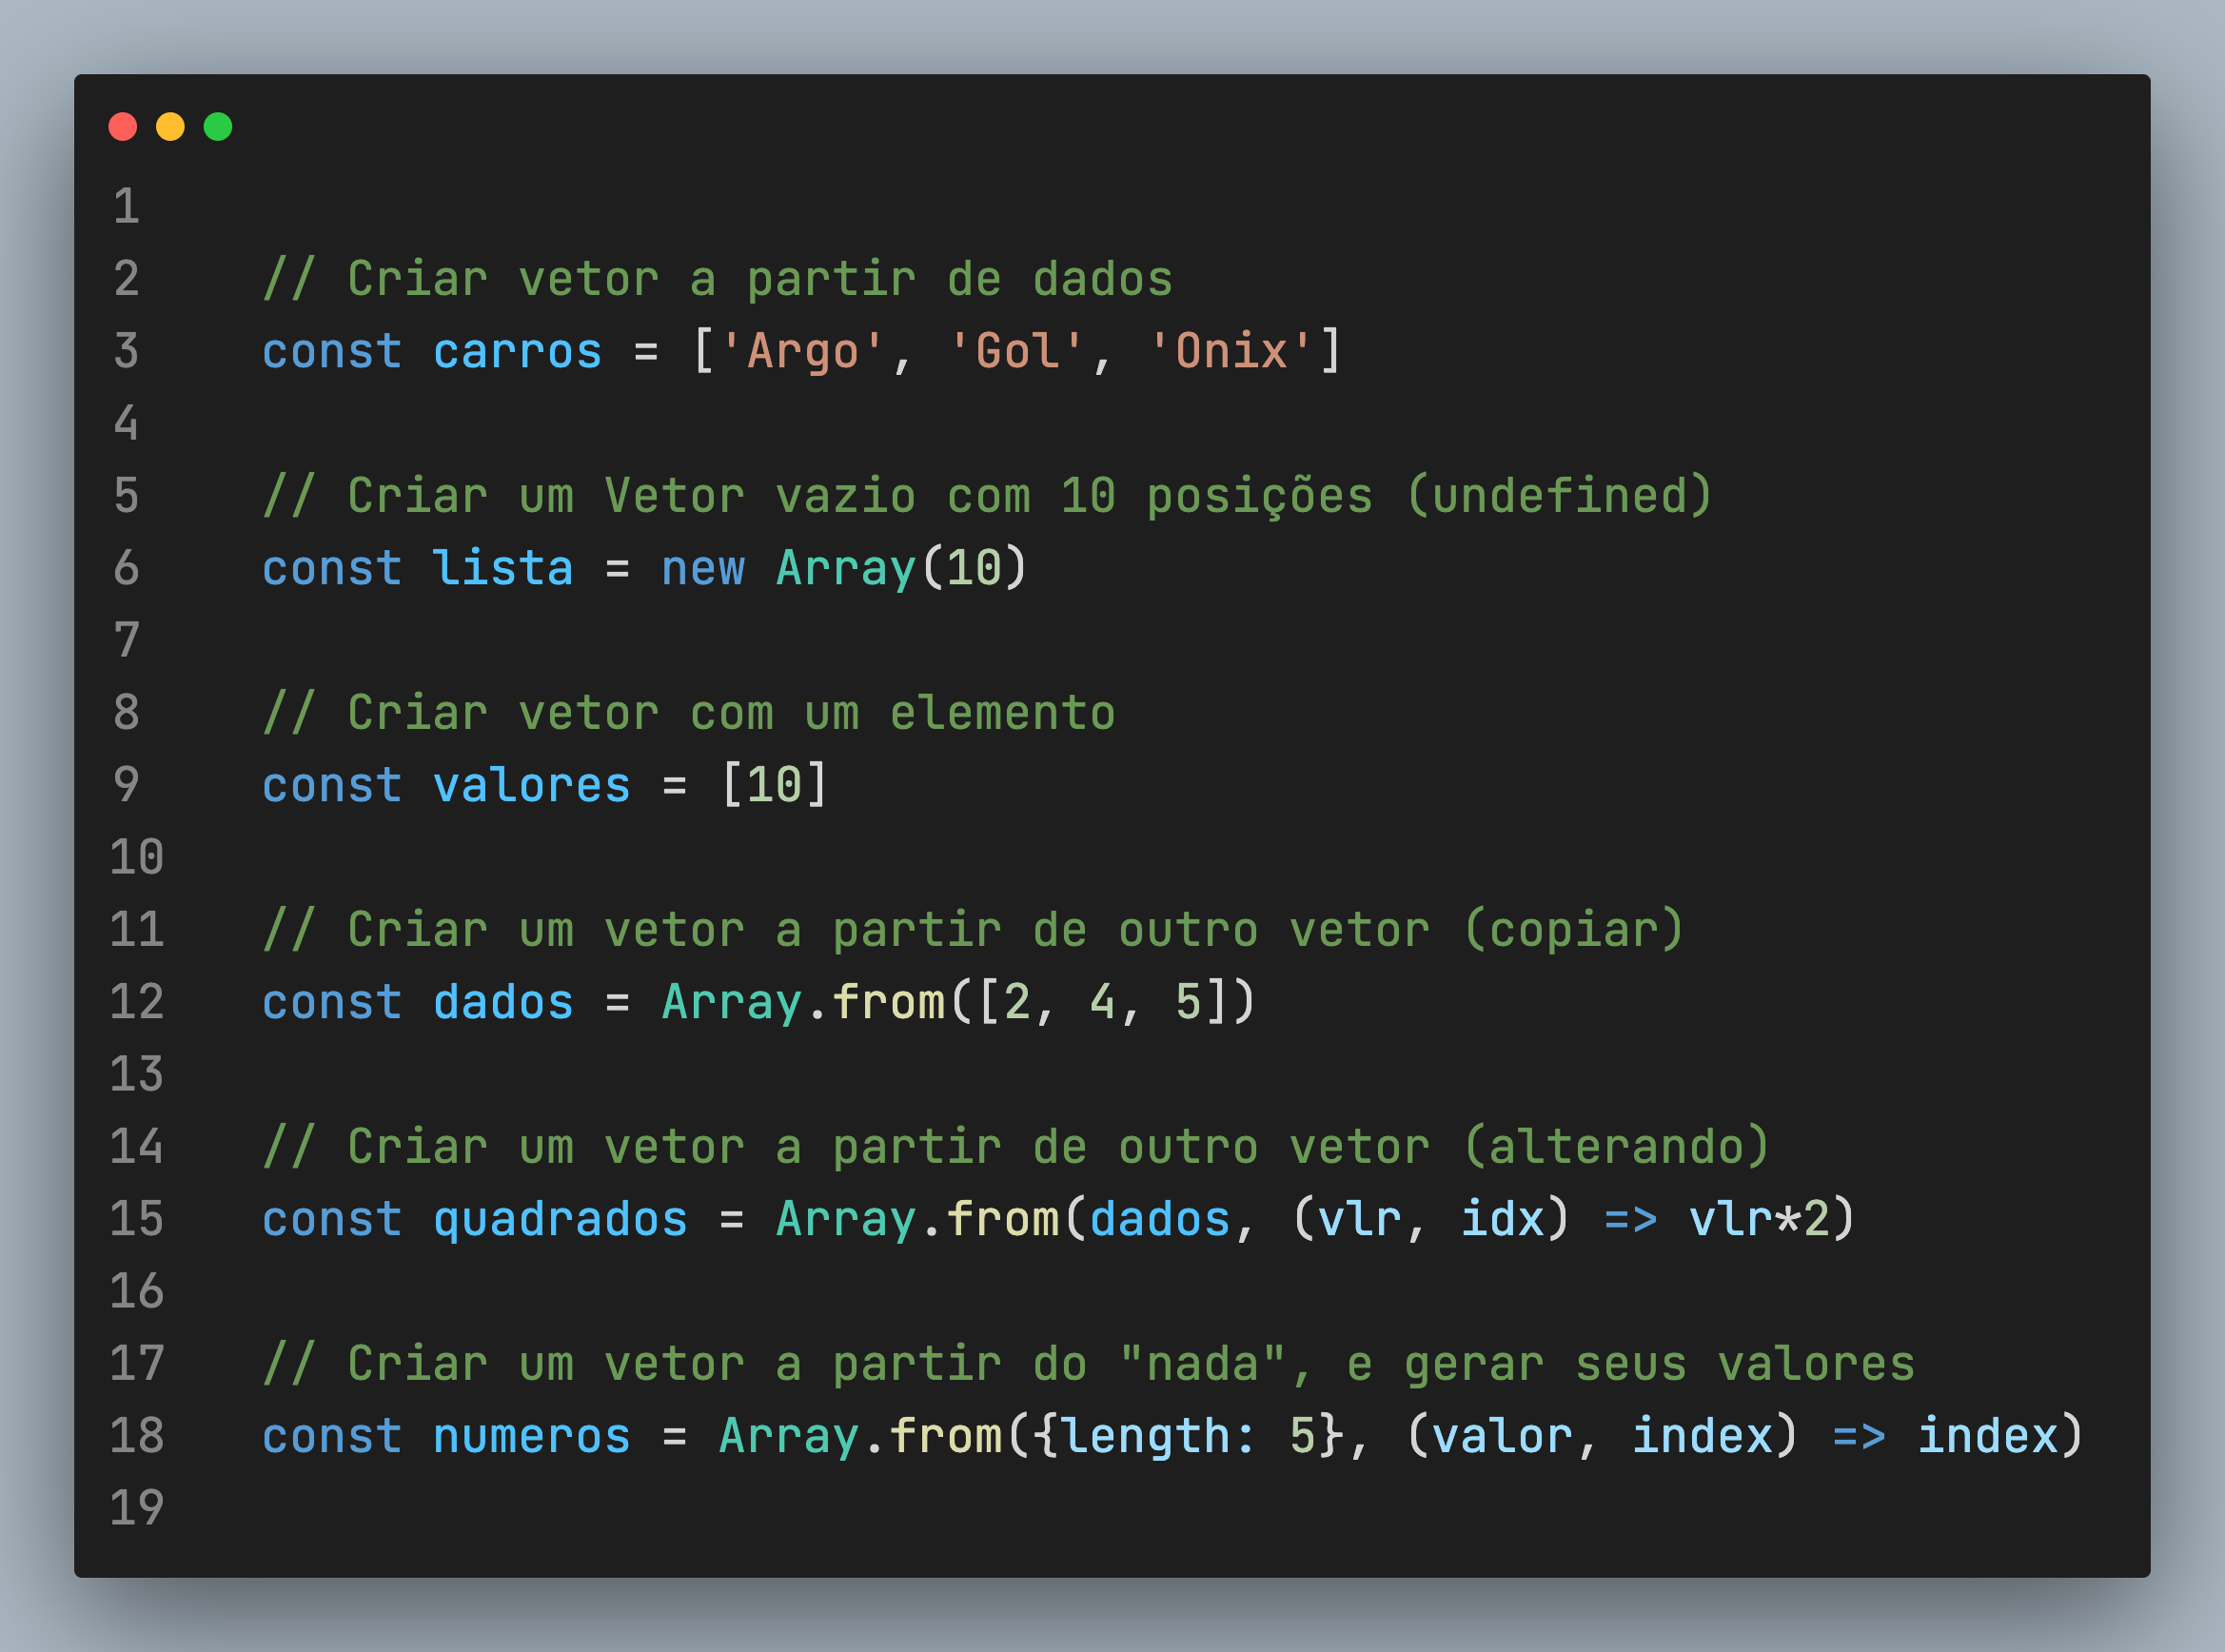 1
2 // Criar vetor a partir de dados
3 const carros = ['Argo', 'Gol', 'Onix']
4
5 // Criar um Vetor vazio com 10 posições (undefined)
6 const lista = new Array(10)
7
8 // Criar vetor com um elemento
9 const valores = [10]
10
11 // Criar um vetor a partir de outro vetor (copiar)
12 const dados = Array.from([2, 4, 5])
13
14 // Criar um vetor a partir de outro vetor (alterando)
15 const quadrados = Array.from(dados, (vlr, idx) => vlr*2)
16
17 // Criar um vetor a partir do "nada", e gerar seus valores
18 const numeros = Array.from({length: 5}, (valor, index) => index)
19